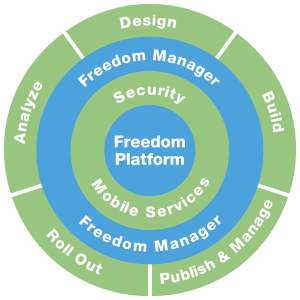 Design
Build
Publish & Manage
Roll Out
Analyze
Freedom Manager
Freedom Manager
Security
Mobile Services
Freedom
Platform